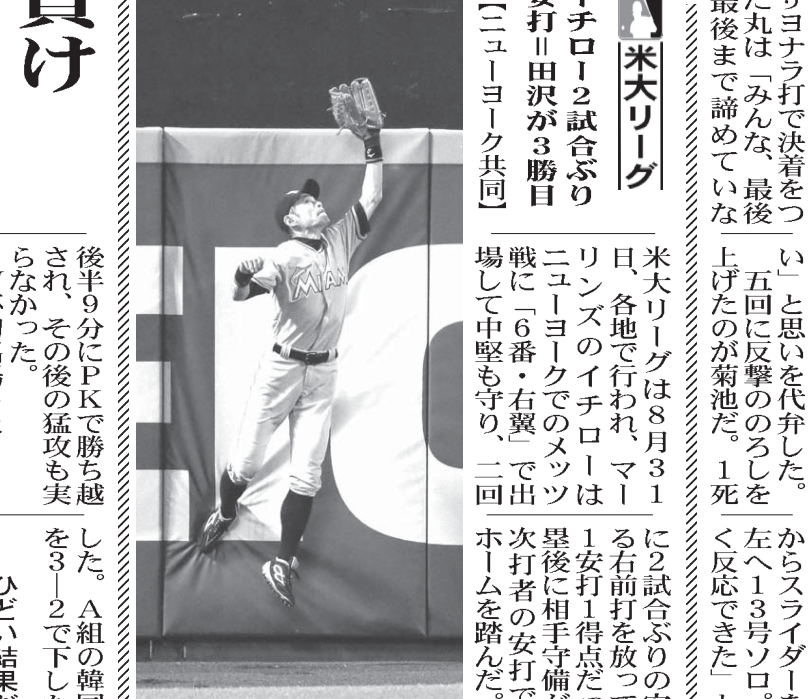 サヨナラ打で決着をつ
た丸は「みんな、最後
最後まで諦めていな
い」と思いを代弁した。
五回に反撃ののろしを
上げたのが菊池だ。1死
からスライダー
左へ13号ソロ。
く反応できた」
米大リーグ
チロー2試合ぶり
安打＝田沢が3勝目
【ニューヨーク共同】
米大リーグは8月31
日、各地で行われ、マー
リンズのイチローは
ニューヨークでのメッツ
戦に「6番・右翼」で出
場して中堅も守り、二回
に2試合ぶりの
る右前打を放って
1安打1得点だ
塁後に相手守備が
次打者の安打で
ホームを踏んだ。
MIAM
負け
後半9分にPKで勝ち越
され、その後の猛攻も実
らなかった。
した。A組の韓国
を3―2で下した
ひどい結果